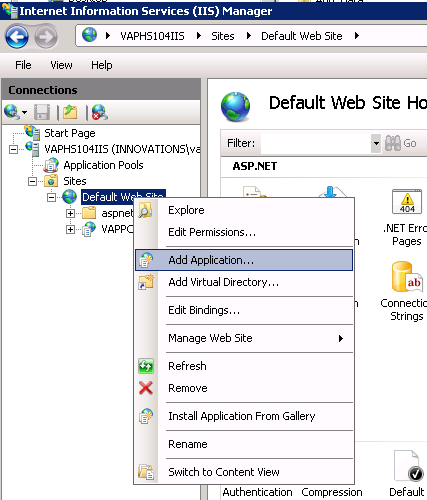 Internet Information Services (IIS) Manager
VAPHS104IIS Sites Default Web Site
File View Help
Connections
Start Page
VAPHS104IIS (INNOVATIONS\va
Application Pools
Sites
Default Web Site
aspnet
VAPPC
Explore
Edit Permissions...
Add Application...
Add Virtual Directory...
Edit Bindings...
Manage Web Site
Refresh
Remove
Install Application From Gallery
Rename
Switch to Content View
Default Web Site Ho
Filter: Go
ASP.NET
404
.NET Erro
Pages
ab
Connectio
Strings
Authentication Compression Default